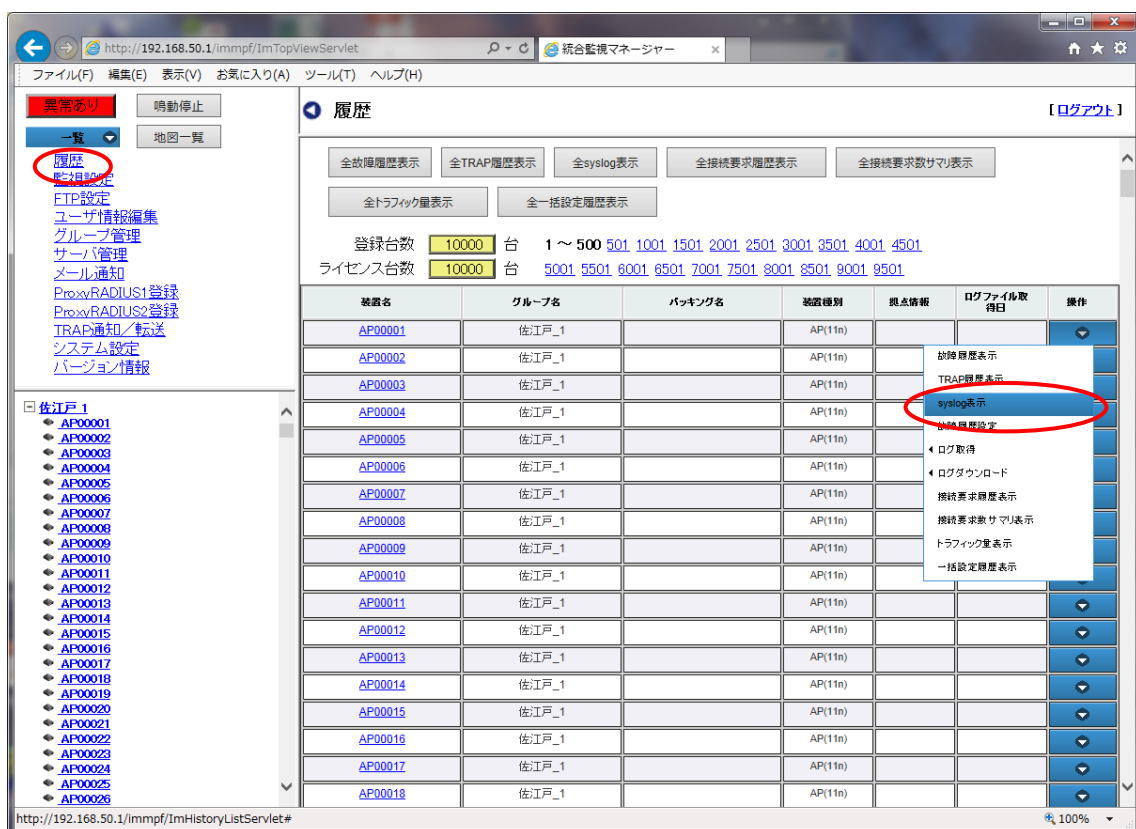 http://192.168.50.1/immpf/ImTopViewServlet
統合監視マネージャー
ファイル(F) 編集(E) 表示(V) お気に入り(A) ツール(T) ヘルプ(H)
異常あり 鳴動停止
一覧 地図一覧
履歴
監視設定
FTP設定
ユーザ情報編集
グループ管理
サーバ管理
メール通知
ProxyRADIUS1登録
ProxyRADIUS2登録
TRAP通知/転送
システム設定
バージョン情報
佐江戸 1
AP00001
AP00002
AP00003
AP00004
AP00005
AP00006
AP00007
AP00008
AP00009
AP00010
AP00011
AP00012
AP00013
AP00014
AP00015
AP00016
AP00017
AP00018
AP00019
AP00020
AP00021
AP00022
AP00023
AP00024
AP00025
AP00026
履歴 [ログアウト]
全故障履歴表示 全TRAP履歴表示 全syslog表示 全接続要求履歴表示 全接続要求数サマリ表示
全トラフィック量表示 全一括設定履歴表示
登録台数 10000 台 1 ～ 500 501 1001 1501 2001 2501 3001 3501 4001 4501
ライセンス台数 10000 台 5001 5501 6001 6501 7001 7501 8001 8501 9001 9501
装置名 グループ名 パッキング名 装置種別 拠点情報 ログファイル取得日 操作
AP00001 佐江戸_1 AP(11n)
AP00002 佐江戸_1 AP(11n)
AP00003 佐江戸_1 AP(11n)
AP00004 佐江戸_1 AP(11n)
AP00005 佐江戸_1 AP(11n)
AP00006 佐江戸_1 AP(11n)
AP00007 佐江戸_1 AP(11n)
AP00008 佐江戸_1 AP(11n)
AP00009 佐江戸_1 AP(11n)
AP00010 佐江戸_1 AP(11n)
AP00011 佐江戸_1 AP(11n)
AP00012 佐江戸_1 AP(11n)
AP00013 佐江戸_1 AP(11n)
AP00014 佐江戸_1 AP(11n)
AP00015 佐江戸_1 AP(11n)
AP00016 佐江戸_1 AP(11n)
AP00017 佐江戸_1 AP(11n)
AP00018 佐江戸_1 AP(11n)
故障履歴表示
TRAP履歴表示
syslog表示
故障履歴設定
ログ取得
ログダウンロード
接続要求履歴表示
接続要求数サマリ表示
トラフィック量表示
一括設定履歴表示
http://192.168.50.1/immpf/ImHistoryListServlet# 100%